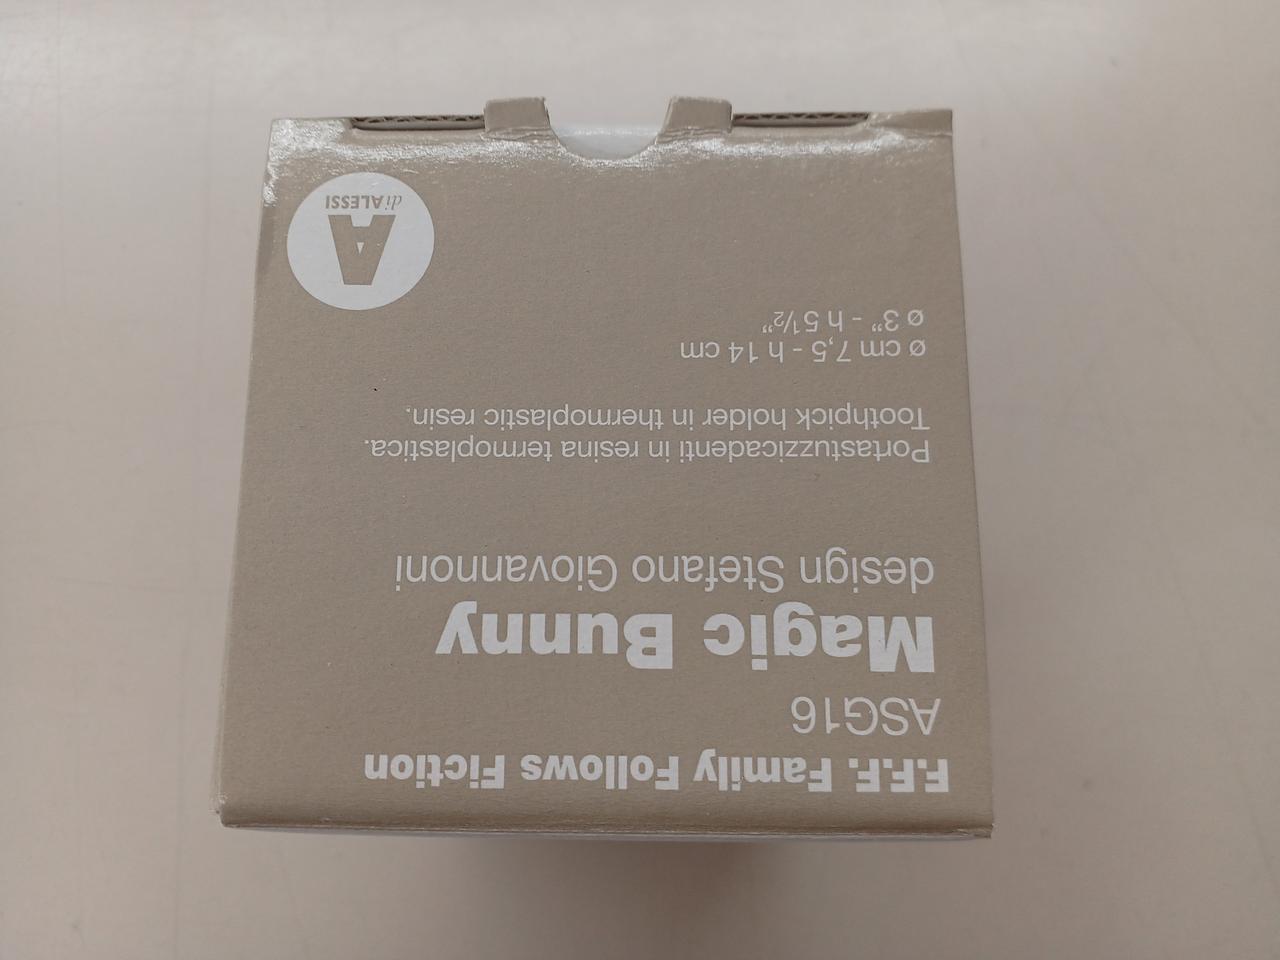 F.F.F. Family Follows Fiction
ASG16
Magic Bunny
design Stefano Giovannoni
Portastuzzicadenti in resina termoplastica.
Toothpick holder in thermoplastic resin.
ø cm 7,5 - h 14 cm
ø 3” - h 5½”
A
di ALESSI